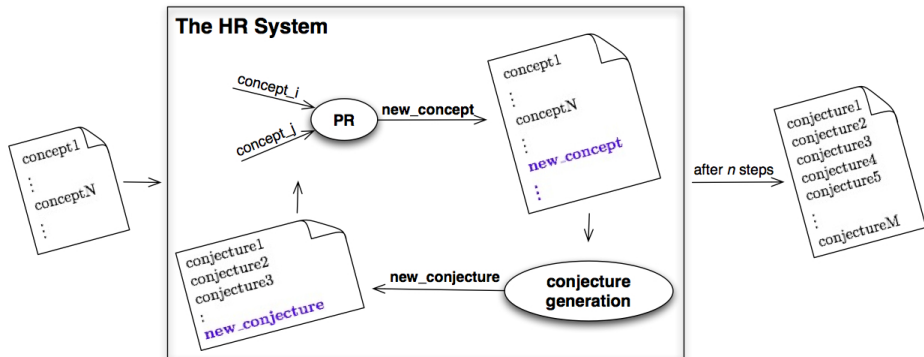 The HR System
concept1
⋮
conceptN
⋮
concept_i
concept_j
PR
new_concept
concept1
⋮
conceptN
⋮
new_concept
⋮
conjecture
generation
new_conjecture
conjecture1
conjecture2
conjecture3
:
new_conjecture
after n steps
conjecture1
conjecture2
conjecture3
conjecture4
conjecture5
⋮
conjectureM